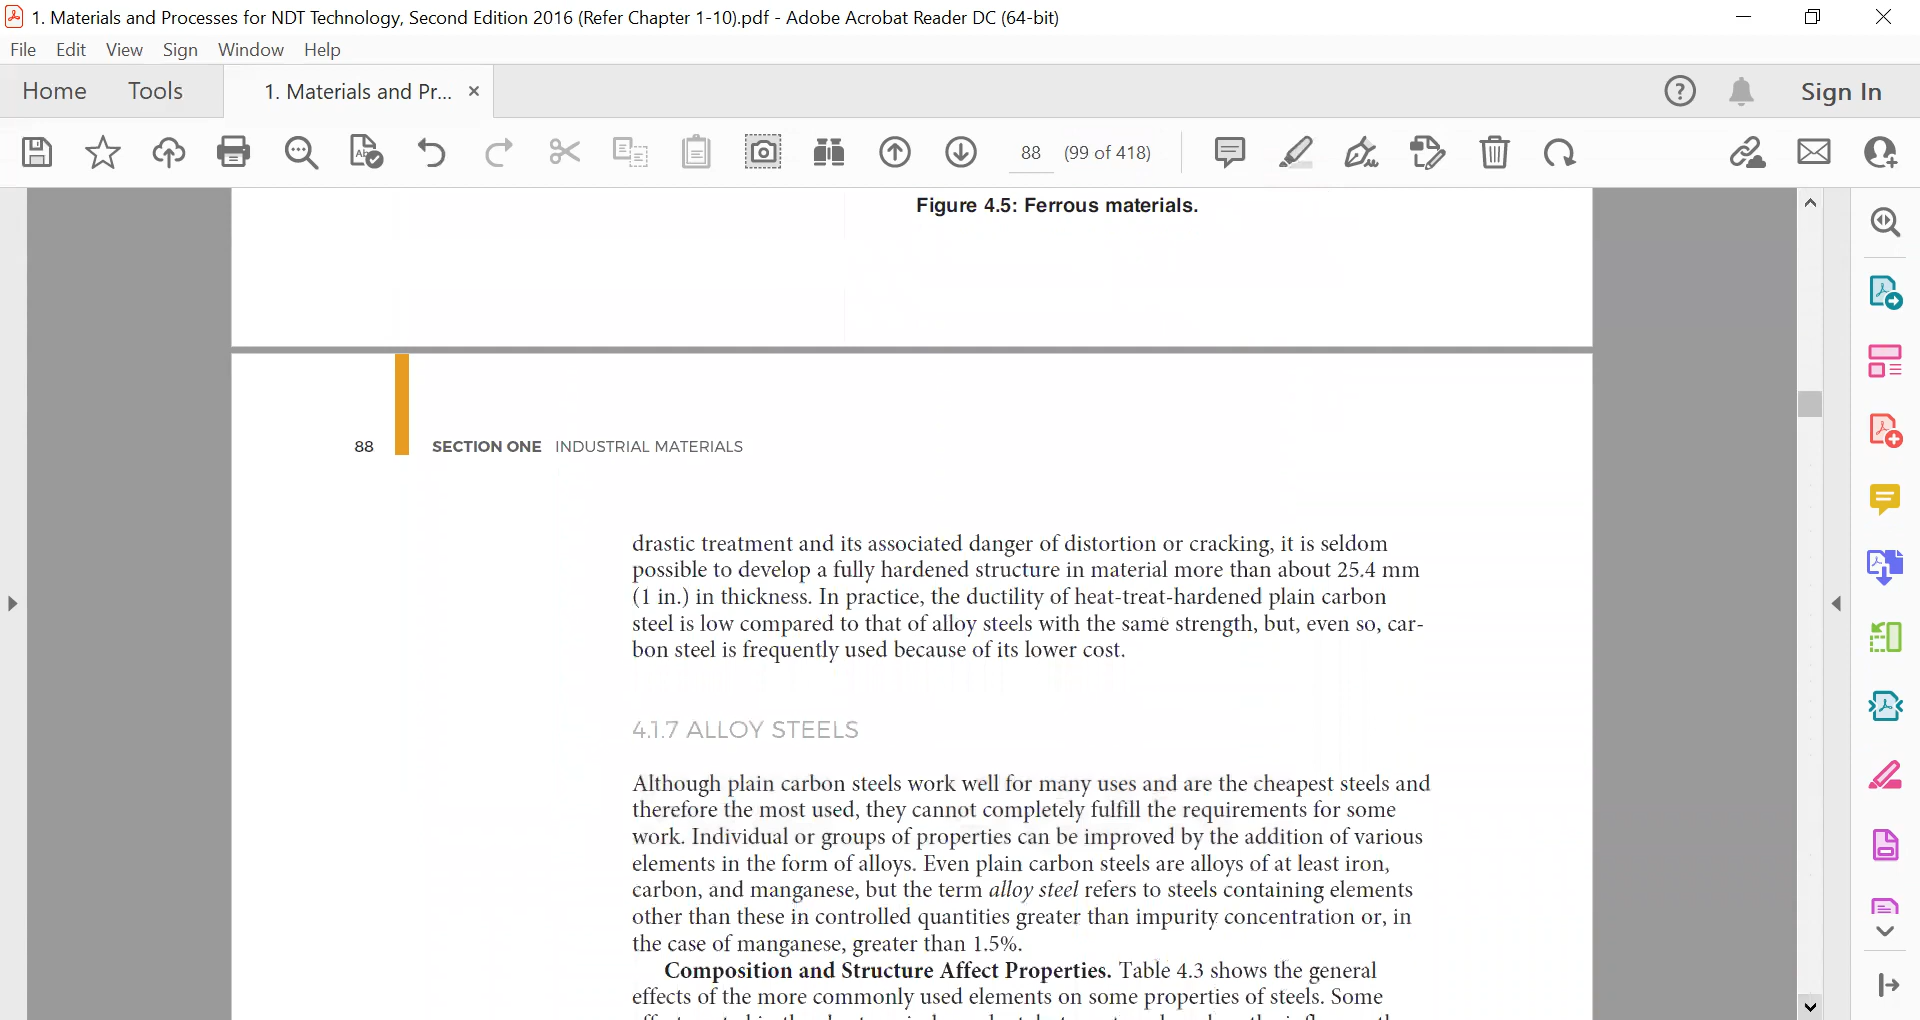 1. Materials and Processes for NDT Technology, Second Edition 2016 (Refer Chapter 1-10).pdf - Adobe Acrobat Reader DC (64-bit)
File Edit View Sign Window Help
Home Tools 1. Materials and Pr... × Sign In
88 (99 of 418)
Figure 4.5: Ferrous materials.
88 SECTION ONE INDUSTRIAL MATERIALS
drastic treatment and its associated danger of distortion or cracking, it is seldom
possible to develop a fully hardened structure in material more than about 25.4 mm
(1 in.) in thickness. In practice, the ductility of heat-treat-hardened plain carbon
steel is low compared to that of alloy steels with the same strength, but, even so, car-
bon steel is frequently used because of its lower cost.
4.1.7 ALLOY STEELS
Although plain carbon steels work well for many uses and are the cheapest steels and
therefore the most used, they cannot completely fulfill the requirements for some
work. Individual or groups of properties can be improved by the addition of various
elements in the form of alloys. Even plain carbon steels are alloys of at least iron,
carbon, and manganese, but the term alloy steel refers to steels containing elements
other than these in controlled quantities greater than impurity concentration or, in
the case of manganese, greater than 1.5%.
Composition and Structure Affect Properties. Table 4.3 shows the general
effects of the more commonly used elements on some properties of steels. Some